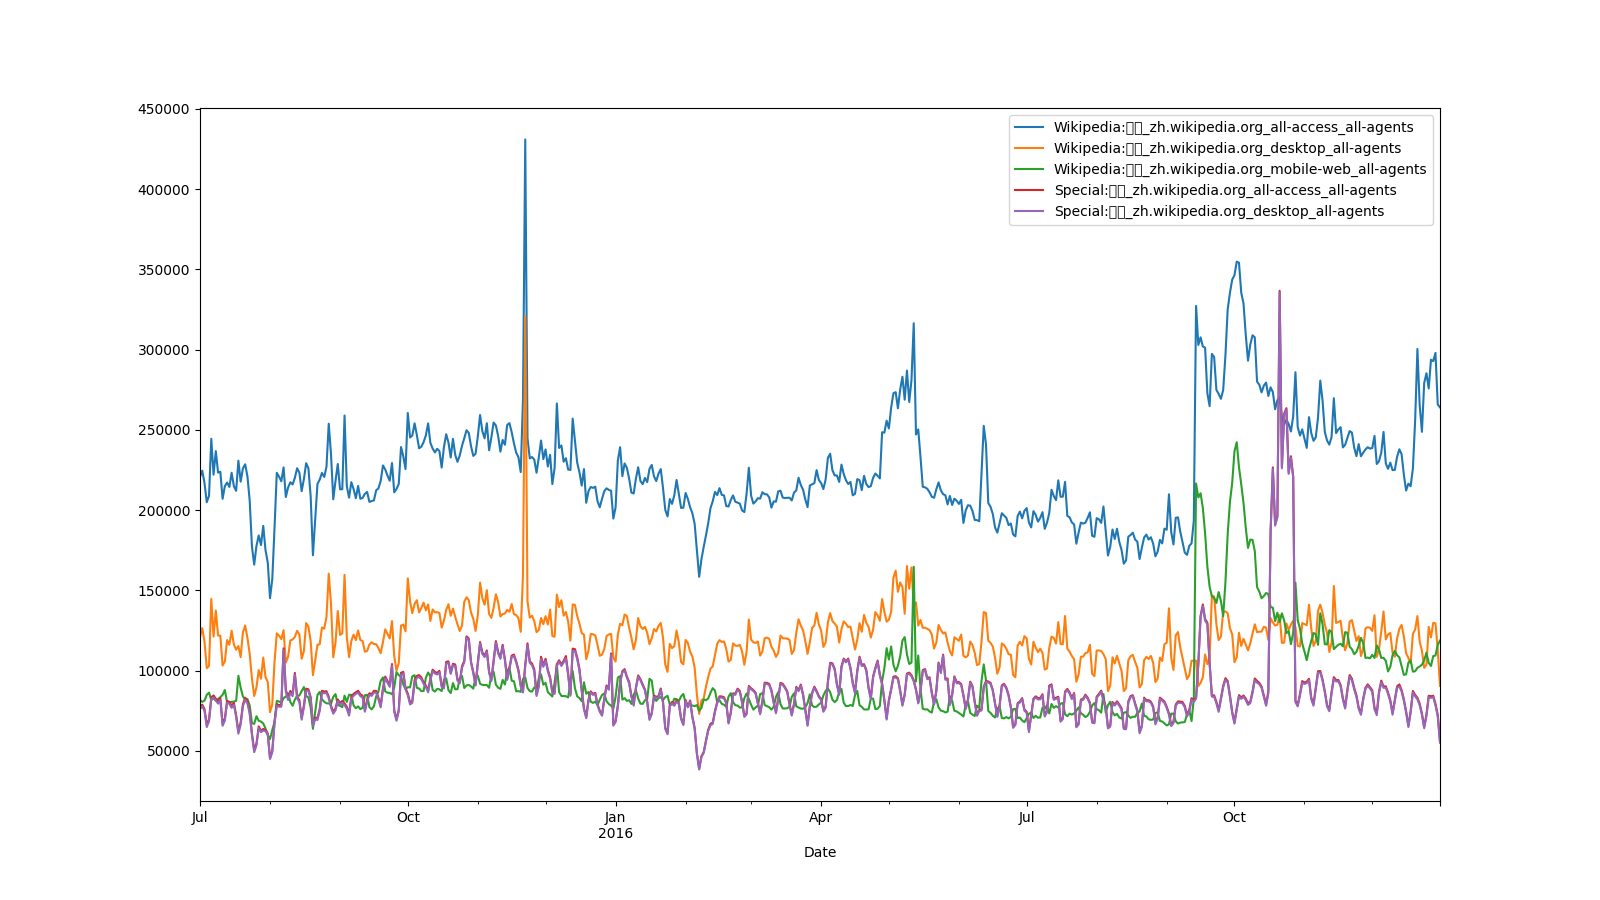 450000
400000
350000
300000
250000
200000
150000
100000
50000
Wikipedia:▯▯_zh.wikipedia.org_all-access_all-agents
Wikipedia:▯▯_zh.wikipedia.org_desktop_all-agents
Wikipedia:▯▯_zh.wikipedia.org_mobile-web_all-agents
Special:▯▯_zh.wikipedia.org_all-access_all-agents
Special:▯▯_zh.wikipedia.org_desktop_all-agents
Jul Oct Jan Apr Jul Oct
2016
Date